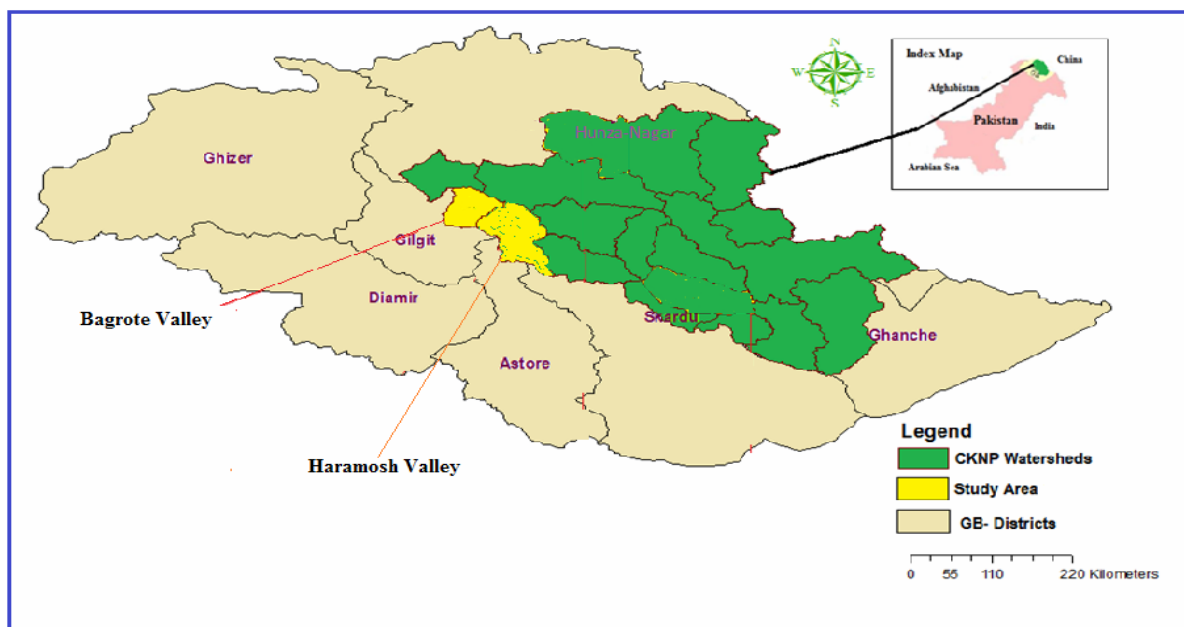 Index Map
China
Afghabistan
Pakistan
India
Arabian Sea
N
W E
S
Hunza-Nagar
Ghizer
Gilgit
Diamir
Bagrote Valley
Skardu
Ghanche
Astore
Haramosh Valley
Legend
CKNP Watersheds
Study Area
GB- Districts
0 55 110 220 Kilometers